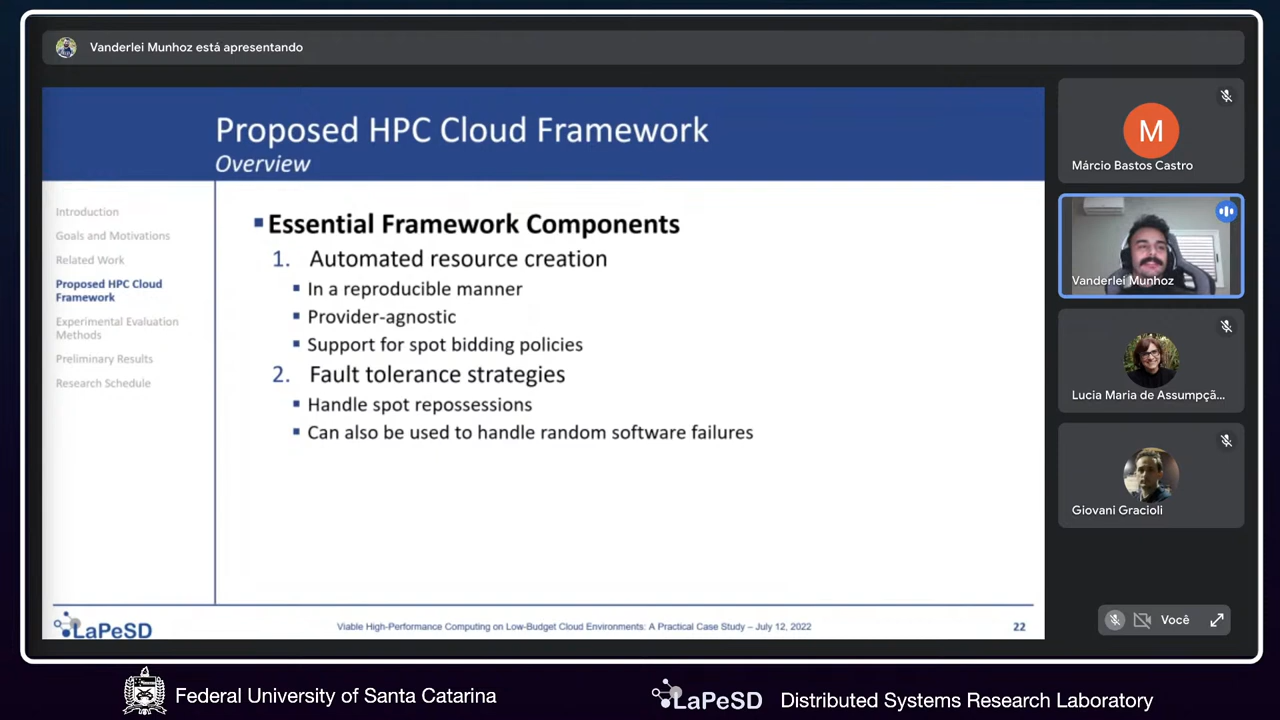 Vanderlei Munhoz está apresentando
Proposed HPC Cloud Framework
Overview
Introduction
Goals and Motivations
Related Work
Proposed HPC Cloud
Framework
Experimental Evaluation
Methods
Preliminary Results
Research Schedule
Essential Framework Components
1. Automated resource creation
In a reproducible manner
Provider-agnostic
Support for spot bidding policies
2. Fault tolerance strategies
Handle spot repossessions
Can also be used to handle random software failures
LaPeSD
Viable High-Performance Computing on Low-Budget Cloud Environments: A Practical Case Study – July 12, 2022
22
M
Márcio Bastos Castro
Vanderlei Munhoz
Lucia Maria de Assumpçã...
Giovani Gracioli
Você
Federal University of Santa Catarina
LaPeSD
Distributed Systems Research Laboratory